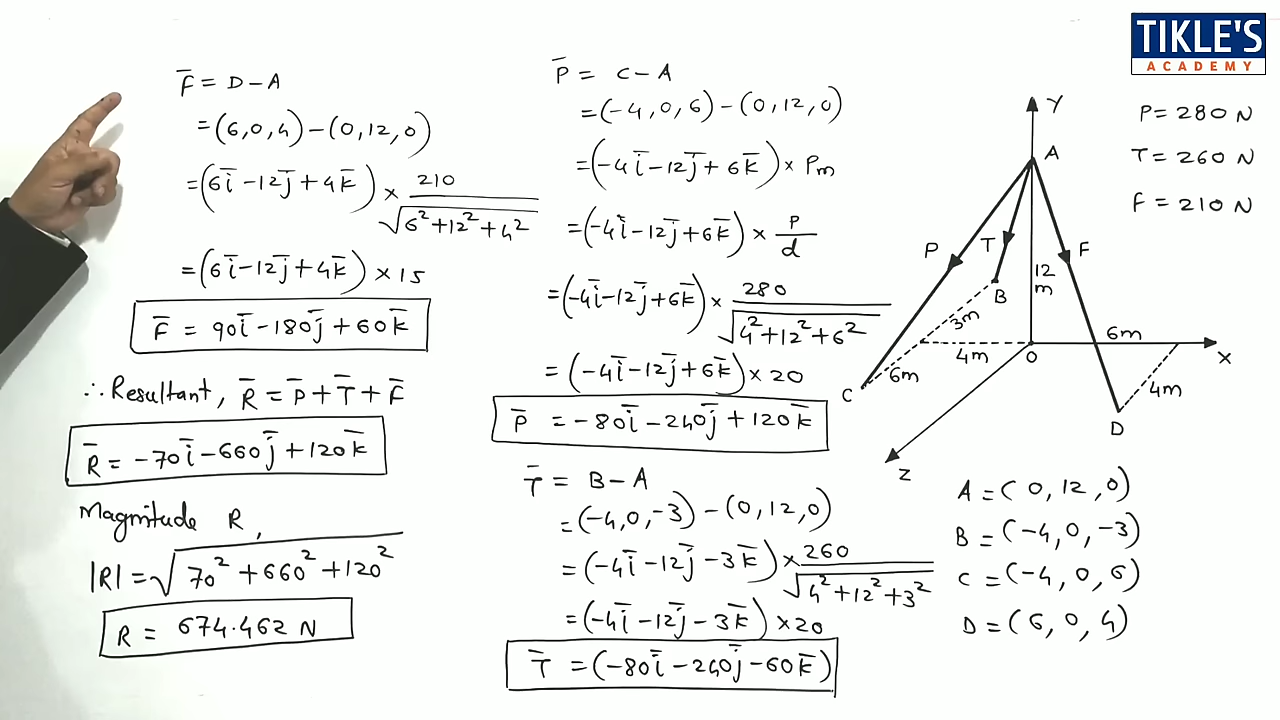 TIKLE'S
ACADEMY
F̄ = D - A
= (6,0,4) - (0,12,0)
= (6ī - 12j̄ + 4k̄) × 210 / √(6² + 12² + 4²)
= (6ī - 12j̄ + 4k̄) × 15
F̄ = 90ī - 180j̄ + 60k̄
∴ Resultant, R̄ = P̄ + T̄ + F̄
R̄ = -70ī - 660j̄ + 120k̄
Magnitude R,
|R| = √(70² + 660² + 120²)
R = 674.462 N
P̄ = C - A
= (-4,0,6) - (0,12,0)
= (-4ī - 12j̄ + 6k̄) × Pm
= (-4ī - 12j̄ + 6k̄) × P / d
= (-4ī - 12j̄ + 6k̄) × 280 / √(4² + 12² + 6²)
= (-4ī - 12j̄ + 6k̄) × 20
P̄ = -80ī - 240j̄ + 120k̄
T̄ = B - A
= (-4,0,-3) - (0,12,0)
= (-4ī - 12j̄ - 3k̄) × 260 / √(4² + 12² + 3²)
= (-4ī - 12j̄ - 3k̄) × 20
T̄ = (-80ī - 240j̄ - 60k̄)
Y
A
P
T
F
B
12
m
3m
6m
4m
O
X
6m
4m
C
D
Z
P = 280 N
T = 260 N
F = 210 N
A = (0,12,0)
B = (-4,0,-3)
C = (-4,0,6)
D = (6,0,4)